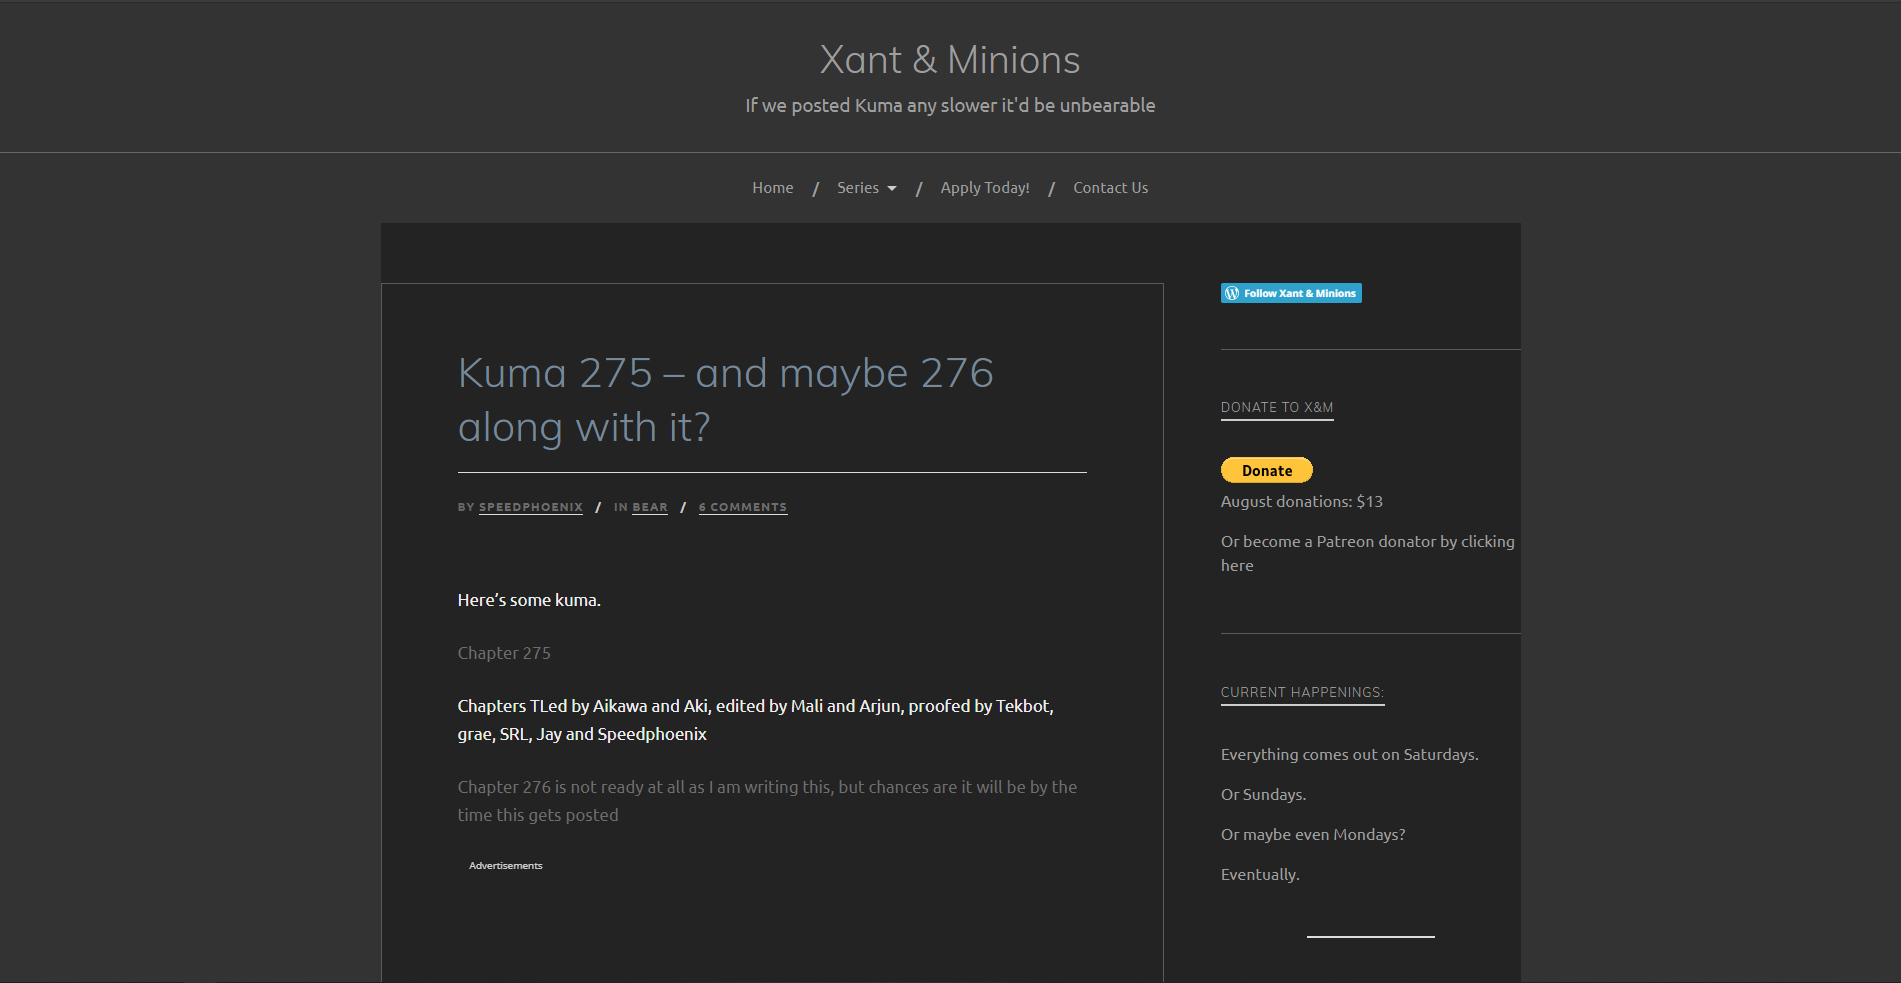 Xant & Minions
If we posted Kuma any slower it'd be unbearable
Home / Series / Apply Today! / Contact Us
Kuma 275 – and maybe 276
along with it?
BY SPEEDPHOENIX / IN BEAR / 6 COMMENTS
Here’s some kuma.
Chapter 275
Chapters TLed by Aikawa and Aki, edited by Mali and Arjun, proofed by Tekbot,
grae, SRL, Jay and Speedphoenix
Chapter 276 is not ready at all as I am writing this, but chances are it will be by the
time this gets posted
Advertisements
Follow Xant & Minions
DONATE TO X&M
Donate
August donations: $13
Or become a Patreon donator by clicking
here
CURRENT HAPPENINGS:
Everything comes out on Saturdays.
Or Sundays.
Or maybe even Mondays?
Eventually.